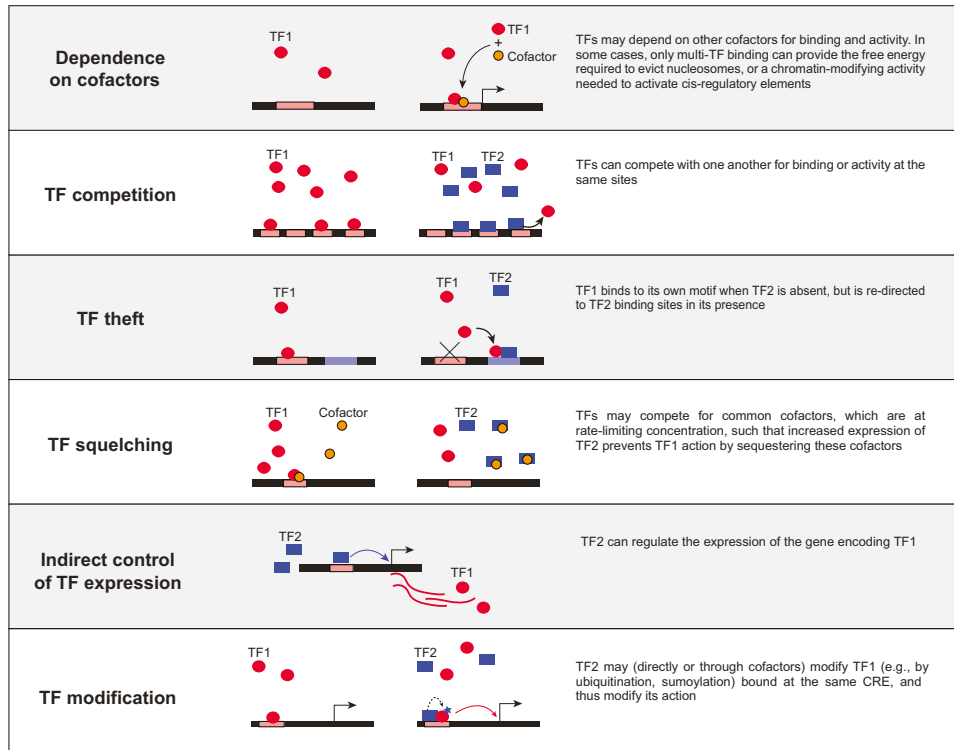 Dependence
on cofactors
TF1
TF1
+
Cofactor
TFs may depend on other cofactors for binding and activity. In
some cases, only multi-TF binding can provide the free energy
required to evict nucleosomes, or a chromatin-modifying activity
needed to activate cis-regulatory elements
TF competition
TF1
TF1
TF2
TFs can compete with one another for binding or activity at the
same sites
TF theft
TF1
TF1
TF2
TF1 binds to its own motif when TF2 is absent, but is re-directed
to TF2 binding sites in its presence
TF squelching
TF1
Cofactor
TF2
TFs may compete for common cofactors, which are at
rate-limiting concentration, such that increased expression of
TF2 prevents TF1 action by sequestering these cofactors
Indirect control
of TF expression
TF2
TF1
TF2 can regulate the expression of the gene encoding TF1
TF modification
TF1
TF2
TF2 may (directly or through cofactors) modify TF1 (e.g., by
ubiquitination, sumoylation) bound at the same CRE, and
thus modify its action